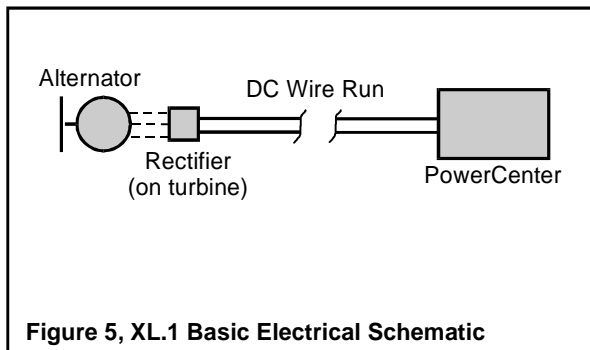 Alternator
DC Wire Run
Rectifier
(on turbine)
PowerCenter
Figure 5, XL.1 Basic Electrical Schematic